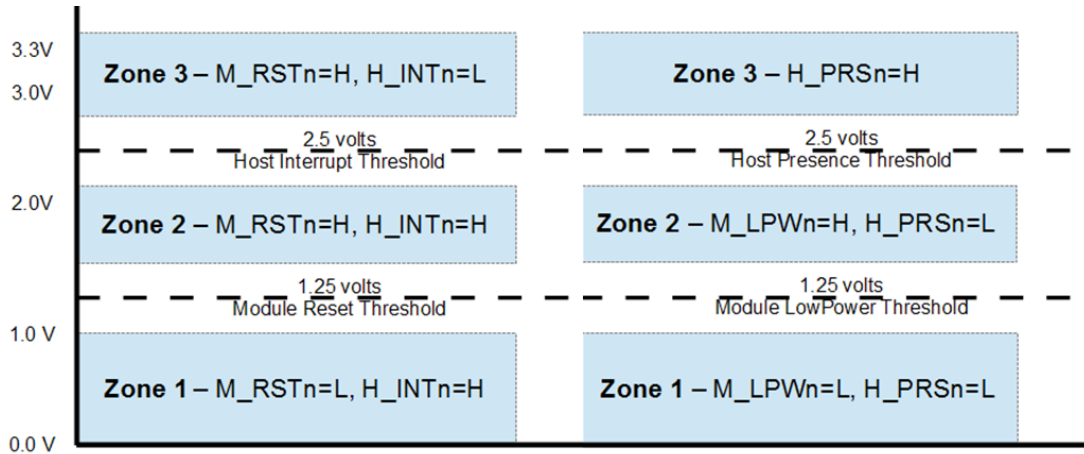 3.3V
Zone 3 – M_RSTn=H, H_INTn=L
Zone 3 – H_PRSn=H
3.0V
2.5 volts
2.5 volts
Host Interrupt Threshold
Host Presence Threshold
2.0V
Zone 2 – M_RSTn=H, H_INTn=H
Zone 2 – M_LPWn=H, H_PRSn=L
1.25 volts
1.25 volts
Module Reset Threshold
Module LowPower Threshold
1.0 V
Zone 1 – M_RSTn=L, H_INTn=H
Zone 1 – M_LPWn=L, H_PRSn=L
0.0 V